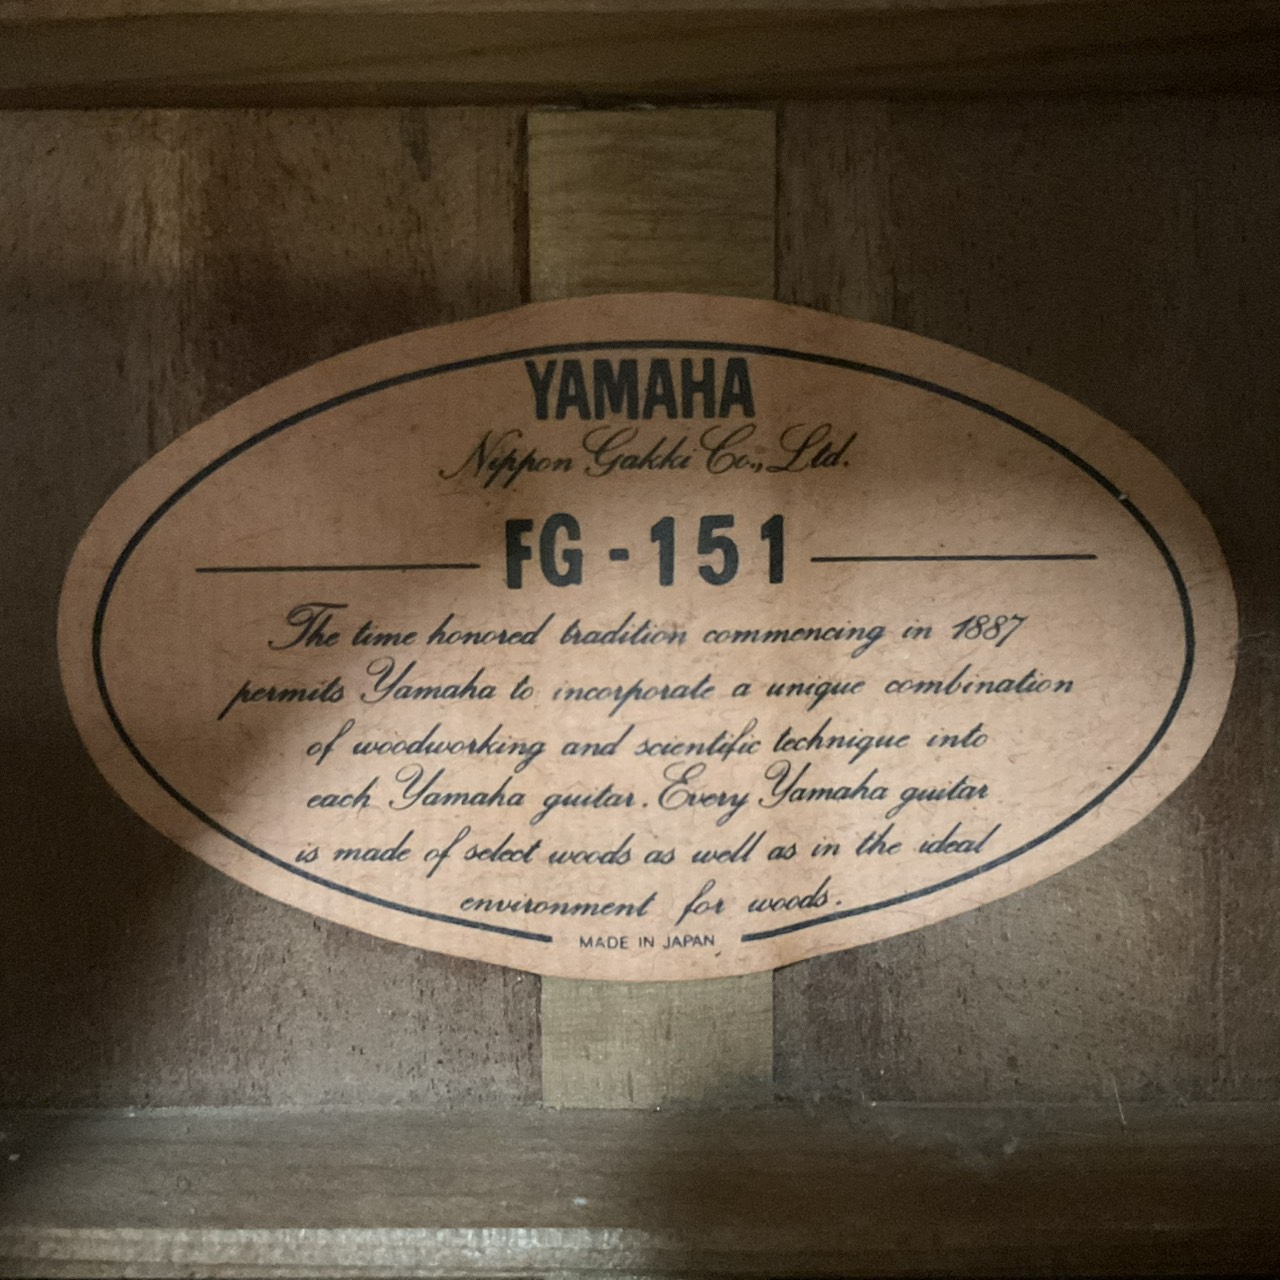 YAMAHA
Nippon Gakki Co., Ltd.
FG-151
The time honored tradition commencing in 1887
permits Yamaha to incorporate a unique combination
of woodworking and scientific technique into
each Yamaha guitar. Every Yamaha guitar
is made of select woods as well as in the ideal
environment for woods.
MADE IN JAPAN